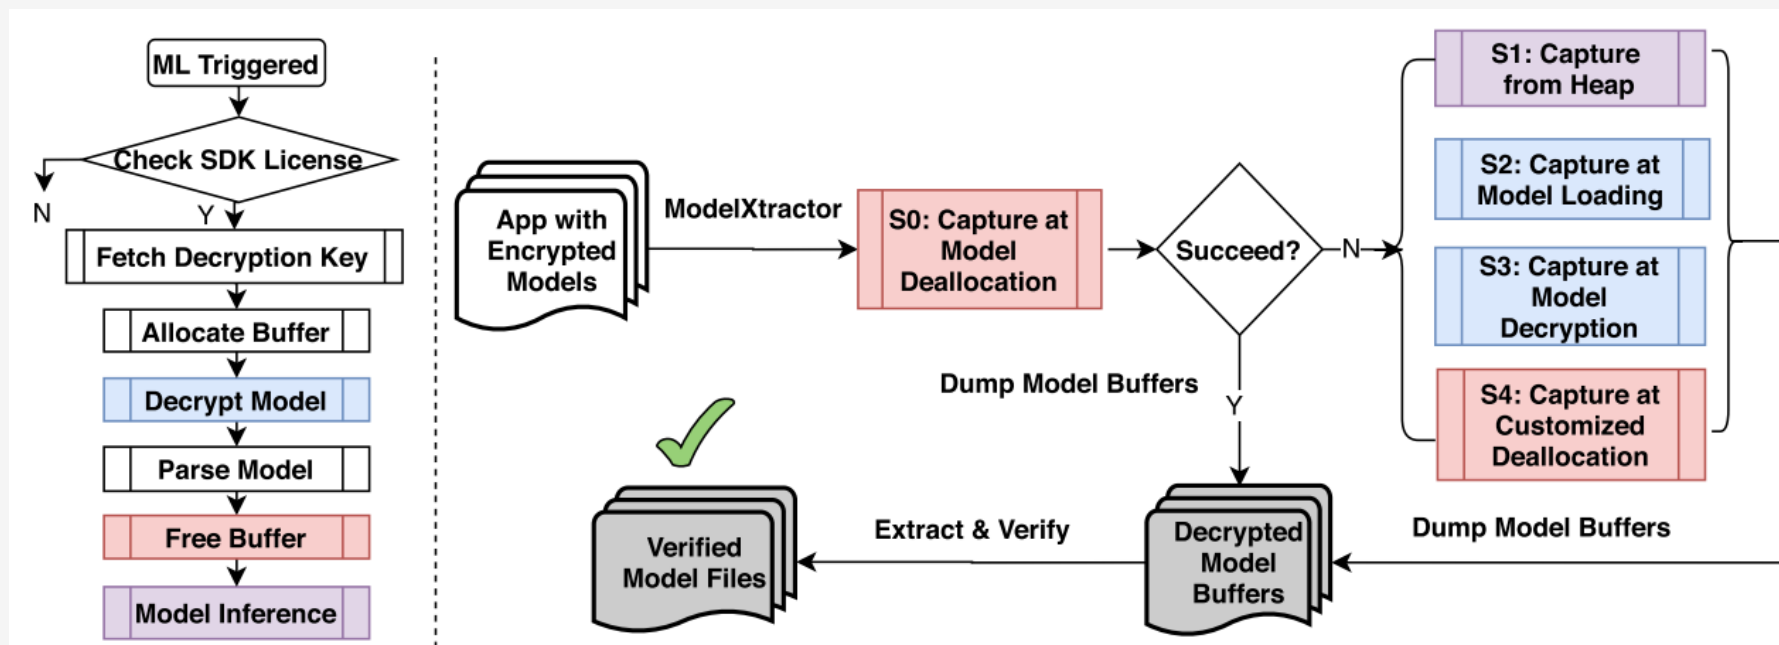 ML Triggered
Check SDK License
N
Y
Fetch Decryption Key
Allocate Buffer
Decrypt Model
Parse Model
Free Buffer
Model Inference
App with
Encrypted
Models
ModelXtractor
S0: Capture at
Model
Deallocation
Succeed?
N
S1: Capture
from Heap
S2: Capture at
Model Loading
S3: Capture at
Model
Decryption
S4: Capture at
Customized
Deallocation
Dump Model Buffers
Y
Dump Model Buffers
Decrypted
Model
Buffers
Extract & Verify
Verified
Model Files